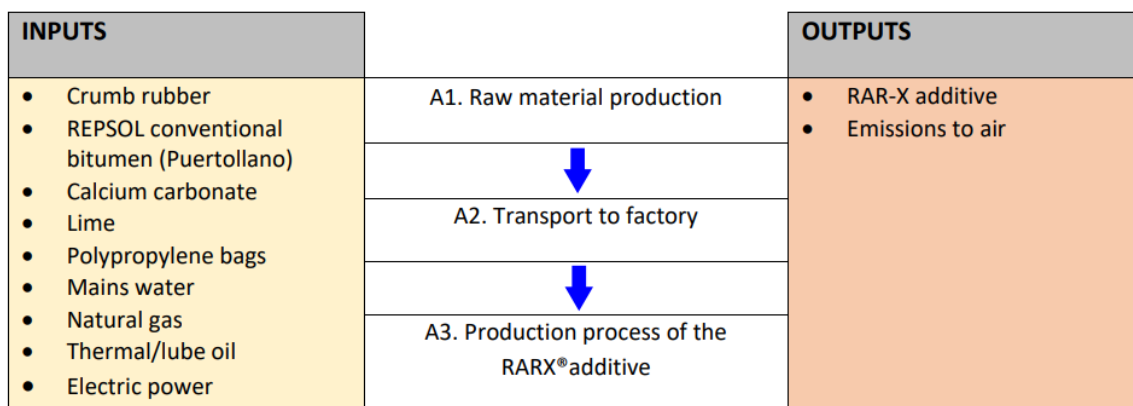 INPUTS
Crumb rubber
REPSOL conventional
bitumen (Puertollano)
Calcium carbonate
Lime
Polypropylene bags
Mains water
Natural gas
Thermal/lube oil
Electric power
A1. Raw material production
A2. Transport to factory
A3. Production process of the
RARX®additive
OUTPUTS
RAR-X additive
Emissions to air